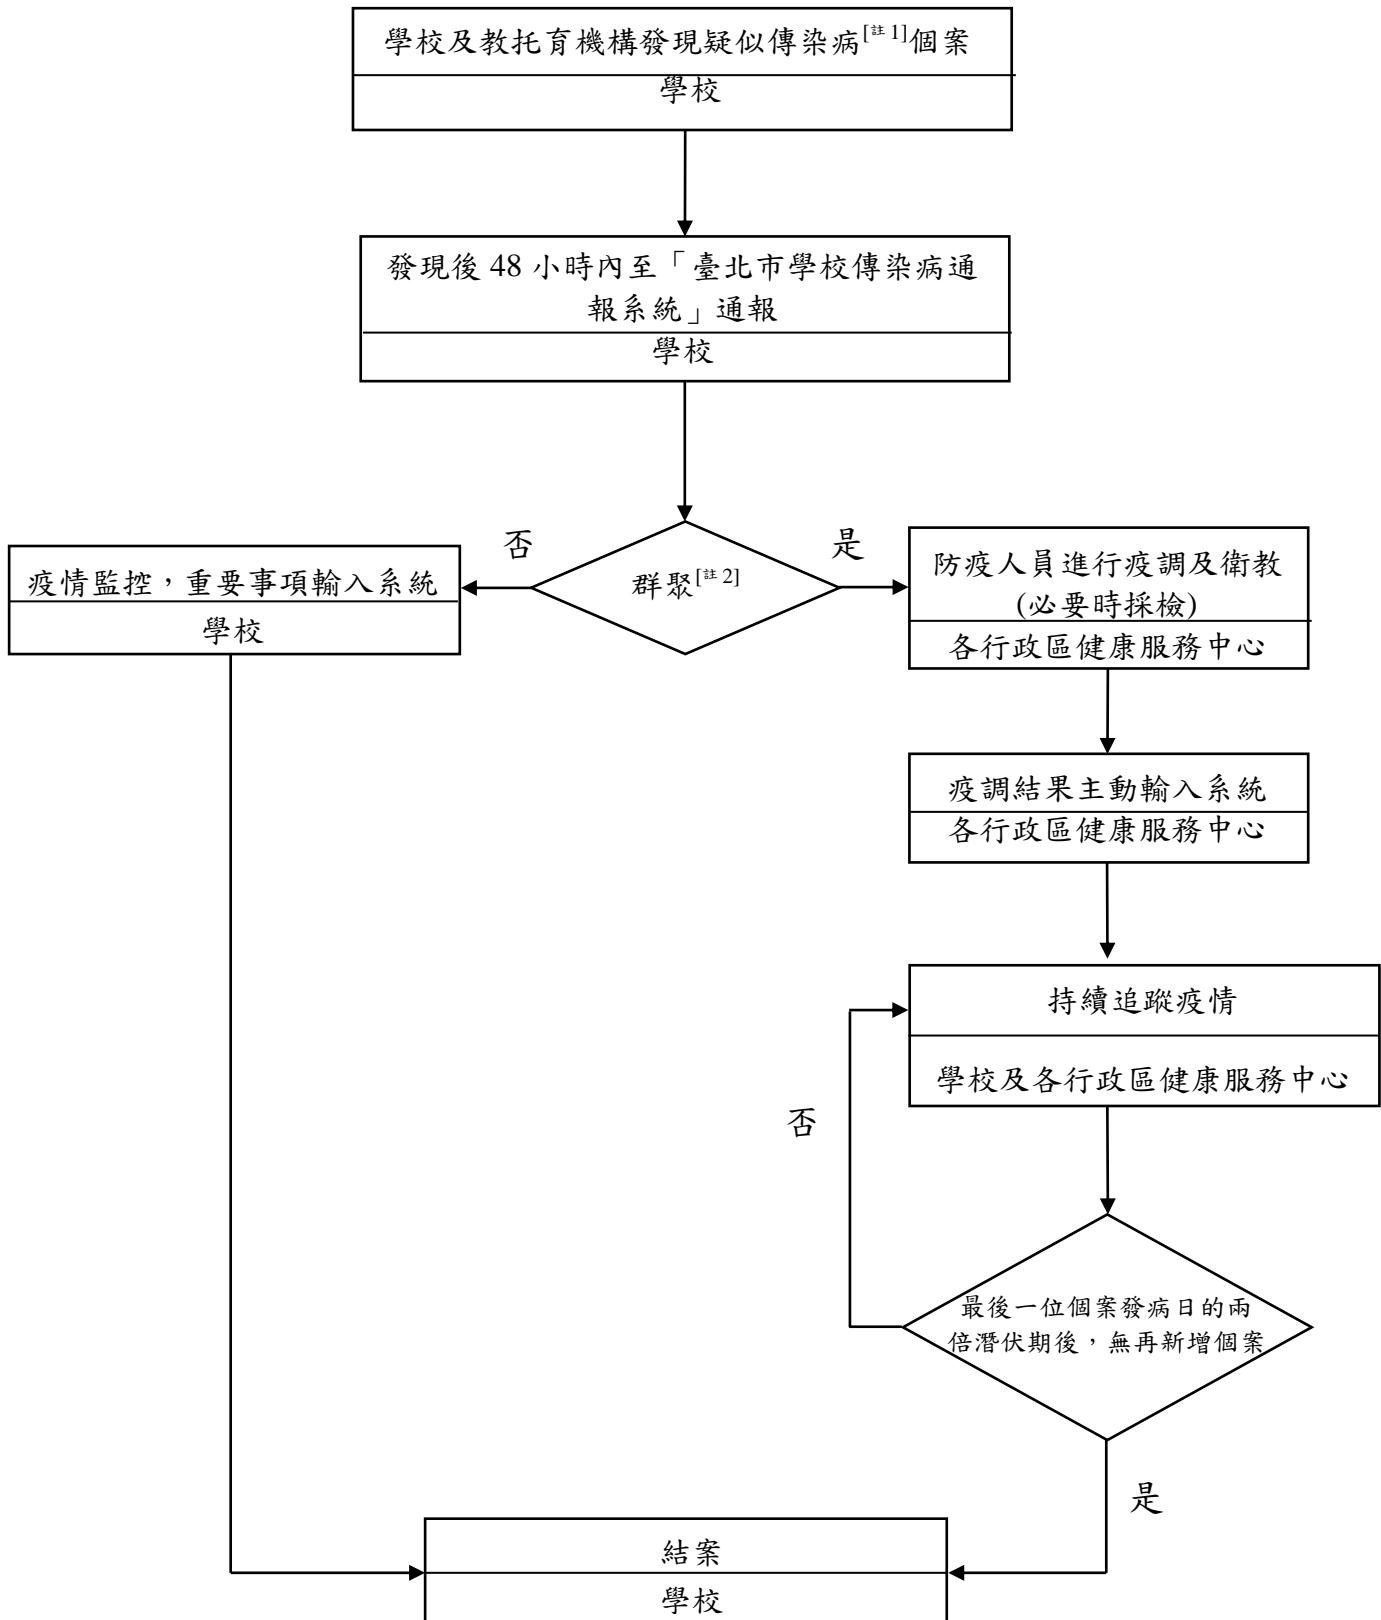 學校及教托育機構發現疑似傳染病[註 1]個案
學校
發現後 48 小時內至「臺北市學校傳染病通
報系統」通報
學校
否
是
群聚[註 2]
疫情監控，重要事項輸入系統
學校
防疫人員進行疫調及衛教
(必要時採檢)
各行政區健康服務中心
疫調結果主動輸入系統
各行政區健康服務中心
持續追蹤疫情
學校及各行政區健康服務中心
否
最後一位個案發病日的兩
倍潛伏期後，無再新增個案
是
結案
學校